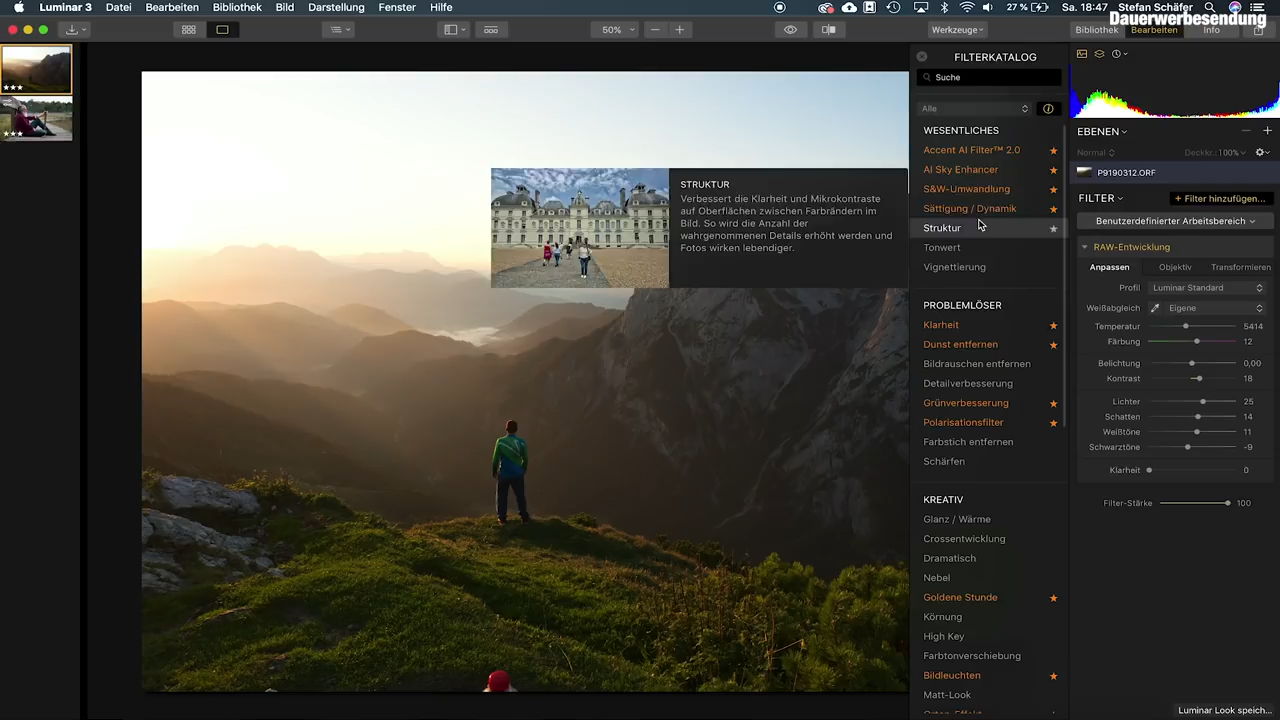 Luminar 3 Datei Bearbeiten Bibliothek Bild Darstellung Fenster Hilfe
27 % Sa. 18:47 Stefan Schäfer
Dauerwerbesendung
50%
Werkzeuge
Bibliothek Bearbeiten Info
FILTERKATALOG
Suche
Alle
WESENTLICHES
Accent AI Filter™ 2.0
AI Sky Enhancer
S&W-Umwandlung
Sättigung / Dynamik
Struktur
Tonwert
Vignettierung
PROBLEMLÖSER
Klarheit
Dunst entfernen
Bildrauschen entfernen
Detailverbesserung
Grünverbesserung
Polarisationsfilter
Farbstich entfernen
Schärfen
KREATIV
Glanz / Wärme
Crossentwicklung
Dramatisch
Nebel
Goldene Stunde
Körnung
High Key
Farbtonverschiebung
Bildleuchten
Matt-Look
STRUKTUR
Verbessert die Klarheit und Mikrokontraste
auf Oberflächen zwischen Farbrändern im
Bild. So wird die Anzahl der
wahrgenommenen Details erhöht werden und
Fotos wirken lebendiger.
EBENEN
Normal Deckkr.: 100%
P9190312.ORF
FILTER + Filter hinzufügen...
Benutzerdefinierter Arbeitsbereich
RAW-Entwicklung
Anpassen Objektiv Transformieren
Profil Luminar Standard
Weißabgleich Eigene
Temperatur 5414
Färbung 12
Belichtung 0,00
Kontrast 18
Lichter 25
Schatten 14
Weißtöne 11
Schwarztöne -9
Klarheit 0
Filter-Stärke 100
Luminar Look speich...